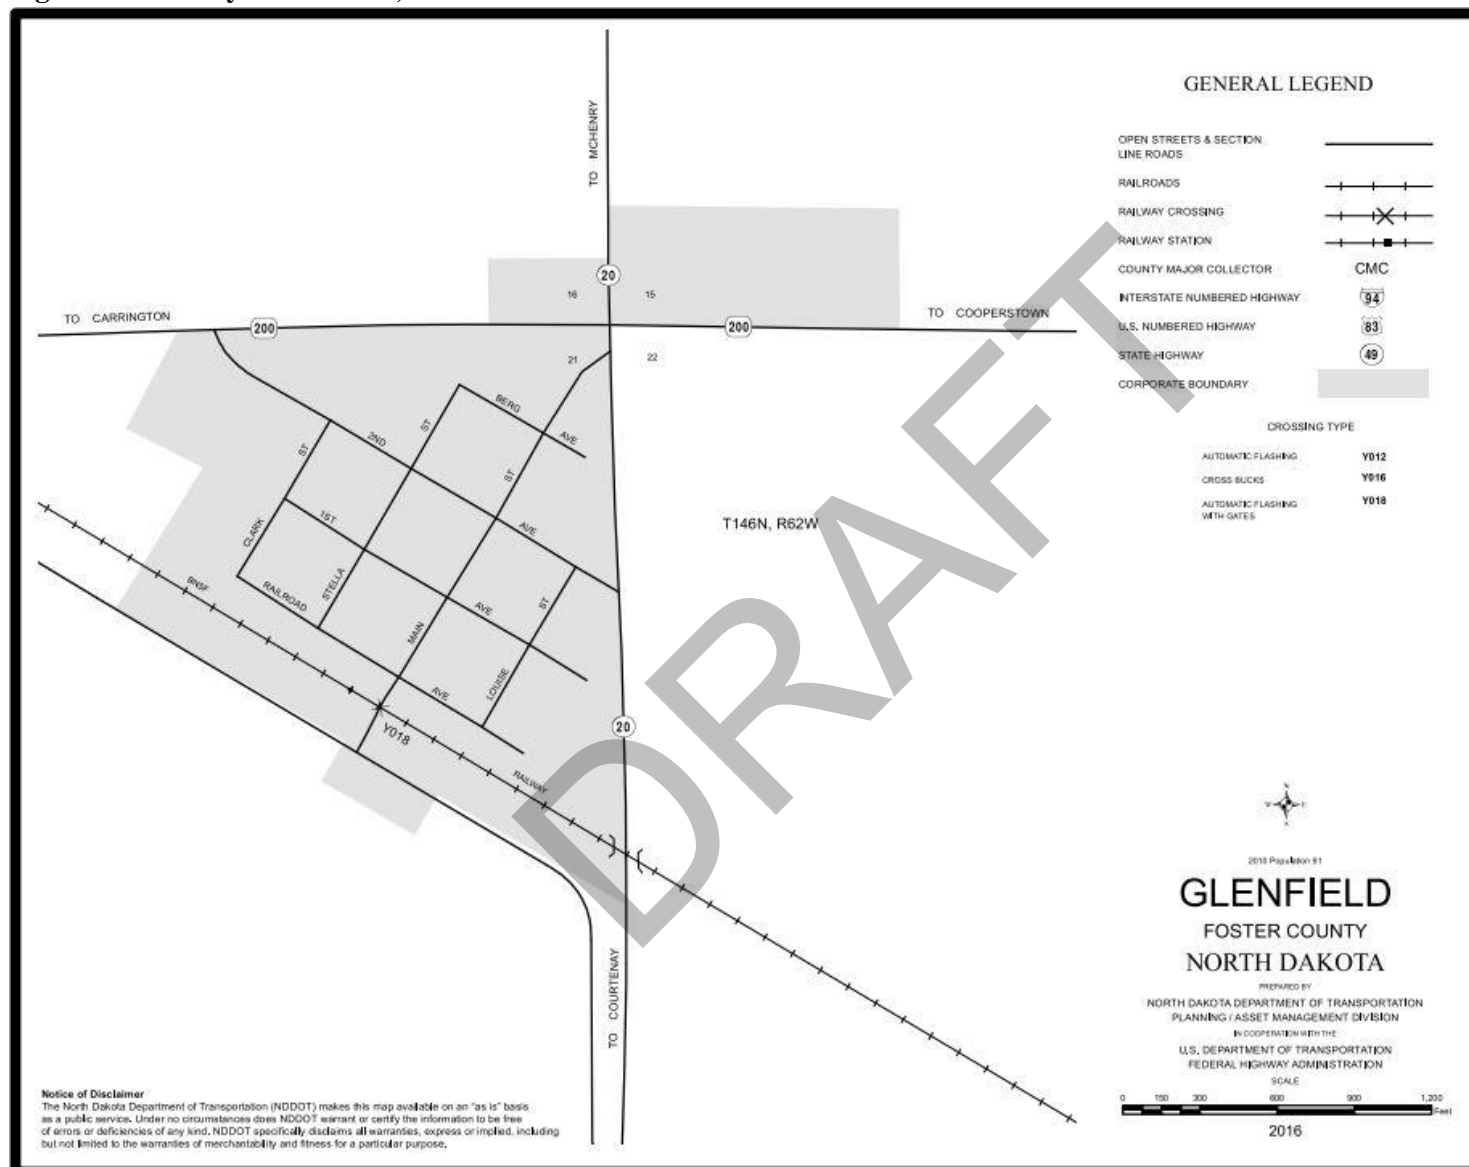 TO MCHENRY
GENERAL LEGEND
OPEN STREETS & SECTION
LINE ROADS
RAILROADS
RAILWAY CROSSING
RAILWAY STATION
COUNTY MAJOR COLLECTOR CMC
INTERSTATE NUMBERED HIGHWAY 94
U.S. NUMBERED HIGHWAY 83
STATE HIGHWAY 49
CORPORATE BOUNDARY
CROSSING TYPE
AUTOMATIC FLASHING Y012
CROSS BUCKS Y016
AUTOMATIC FLASHING Y018
WITH GATES
20
16 15
TO CARRINGTON
200
200
TO COOPERSTOWN
21 22
BERG AVE
2ND AVE
1ST AVE
RAILROAD AVE
CLARK ST
STELLA ST
MAIN ST
LOUISE ST
T146N, R62W
BNSF RAILWAY
Y018
20
TO COURTENAY
DRAFT
N
W E
2010 Population 91
GLENFIELD
FOSTER COUNTY
NORTH DAKOTA
PREPARED BY
NORTH DAKOTA DEPARTMENT OF TRANSPORTATION
PLANNING / ASSET MANAGEMENT DIVISION
IN COOPERATION WITH THE
U.S. DEPARTMENT OF TRANSPORTATION
FEDERAL HIGHWAY ADMINISTRATION
SCALE
0 150 300 600 900 1,200
Feet
2016
Notice of Disclaimer
The North Dakota Department of Transportation (NDDOT) makes this map available on an "as is" basis
as a public service. Under no circumstances does NDDOT warrant or certify the information to be free
of errors or deficiencies of any kind. NDDOT specifically disclaims all warranties, express or implied, including
but not limited to the warranties of merchantability and fitness for a particular purpose.